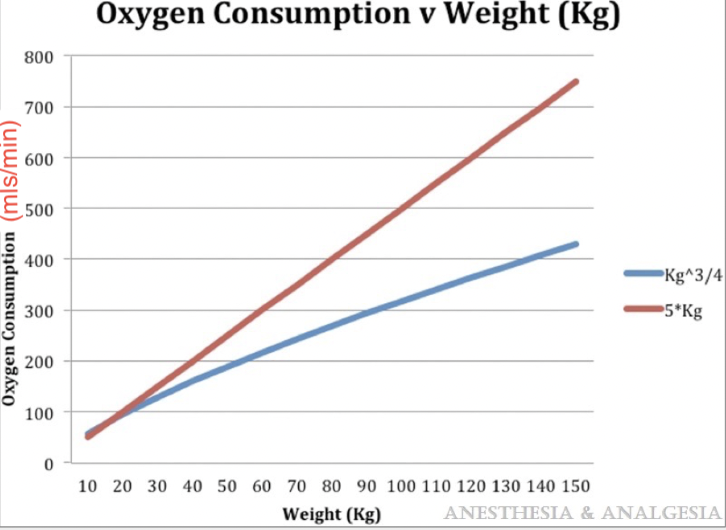 Oxygen Consumption v Weight (Kg)
800
700
600
500
400
300
200
100
0
Oxygen Consumption (mls/min)
10 20 30 40 50 60 70 80 90 100 110 120 130 140 150
Weight (Kg)
Kg^3/4
5*Kg
ANESTHESIA & ANALGESIA